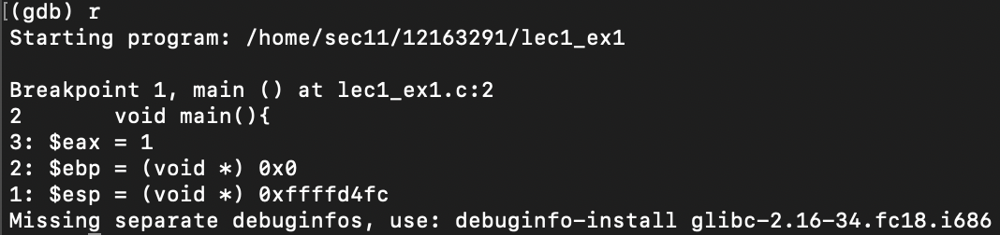 (gdb) r
Starting program: /home/sec11/12163291/lec1_ex1
Breakpoint 1, main () at lec1_ex1.c:2
2       void main(){
3: $eax = 1
2: $ebp = (void *) 0x0
1: $esp = (void *) 0xffffd4fc
Missing separate debuginfos, use: debuginfo-install glibc-2.16-34.fc18.i686